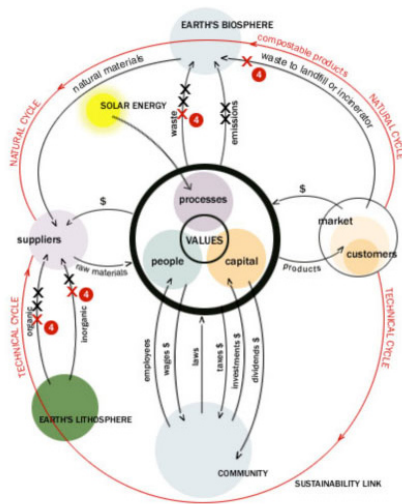 EARTH'S BIOSPHERE
compostable products
waste to landfill or incinerator
natural materials
NATURAL CYCLE
NATURAL CYCLE
SOLAR ENERGY
waste
4
emissions
4
$
processes
$
suppliers
VALUES
market
customers
people
capital
raw materials
Products
4
4
organic
inorganic
TECHNICAL CYCLE
TECHNICAL CYCLE
employees
wages $
laws
taxes $
investments $
dividends $
EARTH'S LITHOSPHERE
COMMUNITY
SUSTAINABILITY LINK